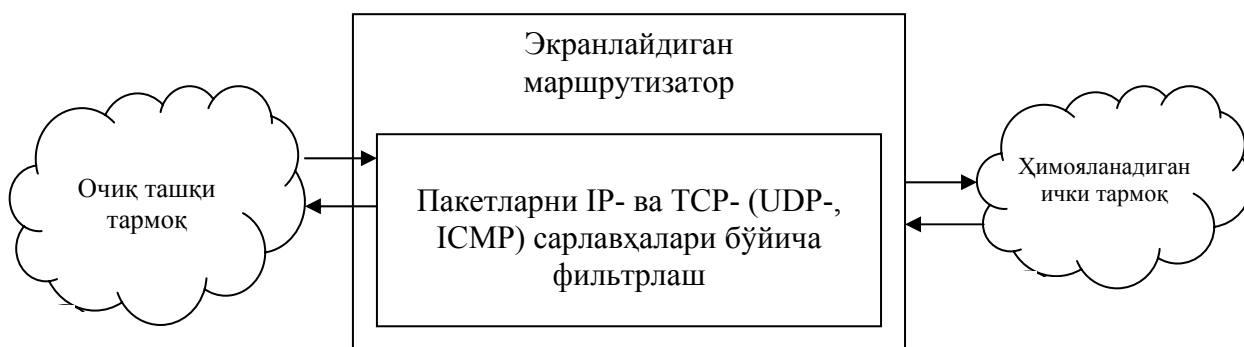 Экранлайдиган
маршрутизатор
Очиқ ташқи
тармоқ
Пакетларни IP- ва TCP- (UDP-,
ICMP) сарлавҳалари бўйича
фильтрлаш
Ҳимояланадиган
ички тармоқ